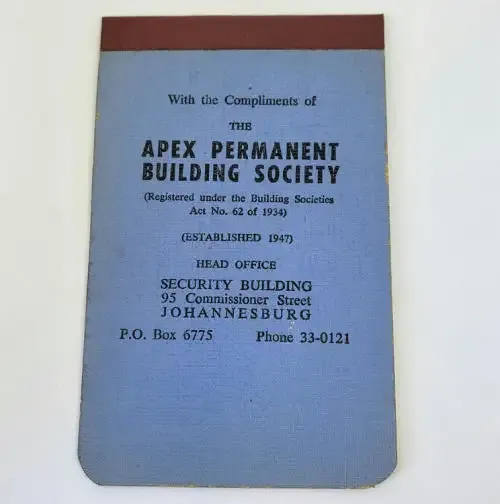 With the Compliments of
THE
APEX PERMANENT
BUILDING SOCIETY
(Registered under the Building Societies
Act No. 62 of 1934)
(ESTABLISHED 1947)
HEAD OFFICE
SECURITY BUILDING
95 Commissioner Street
JOHANNESBURG
P.O. Box 6775 Phone 33-0121